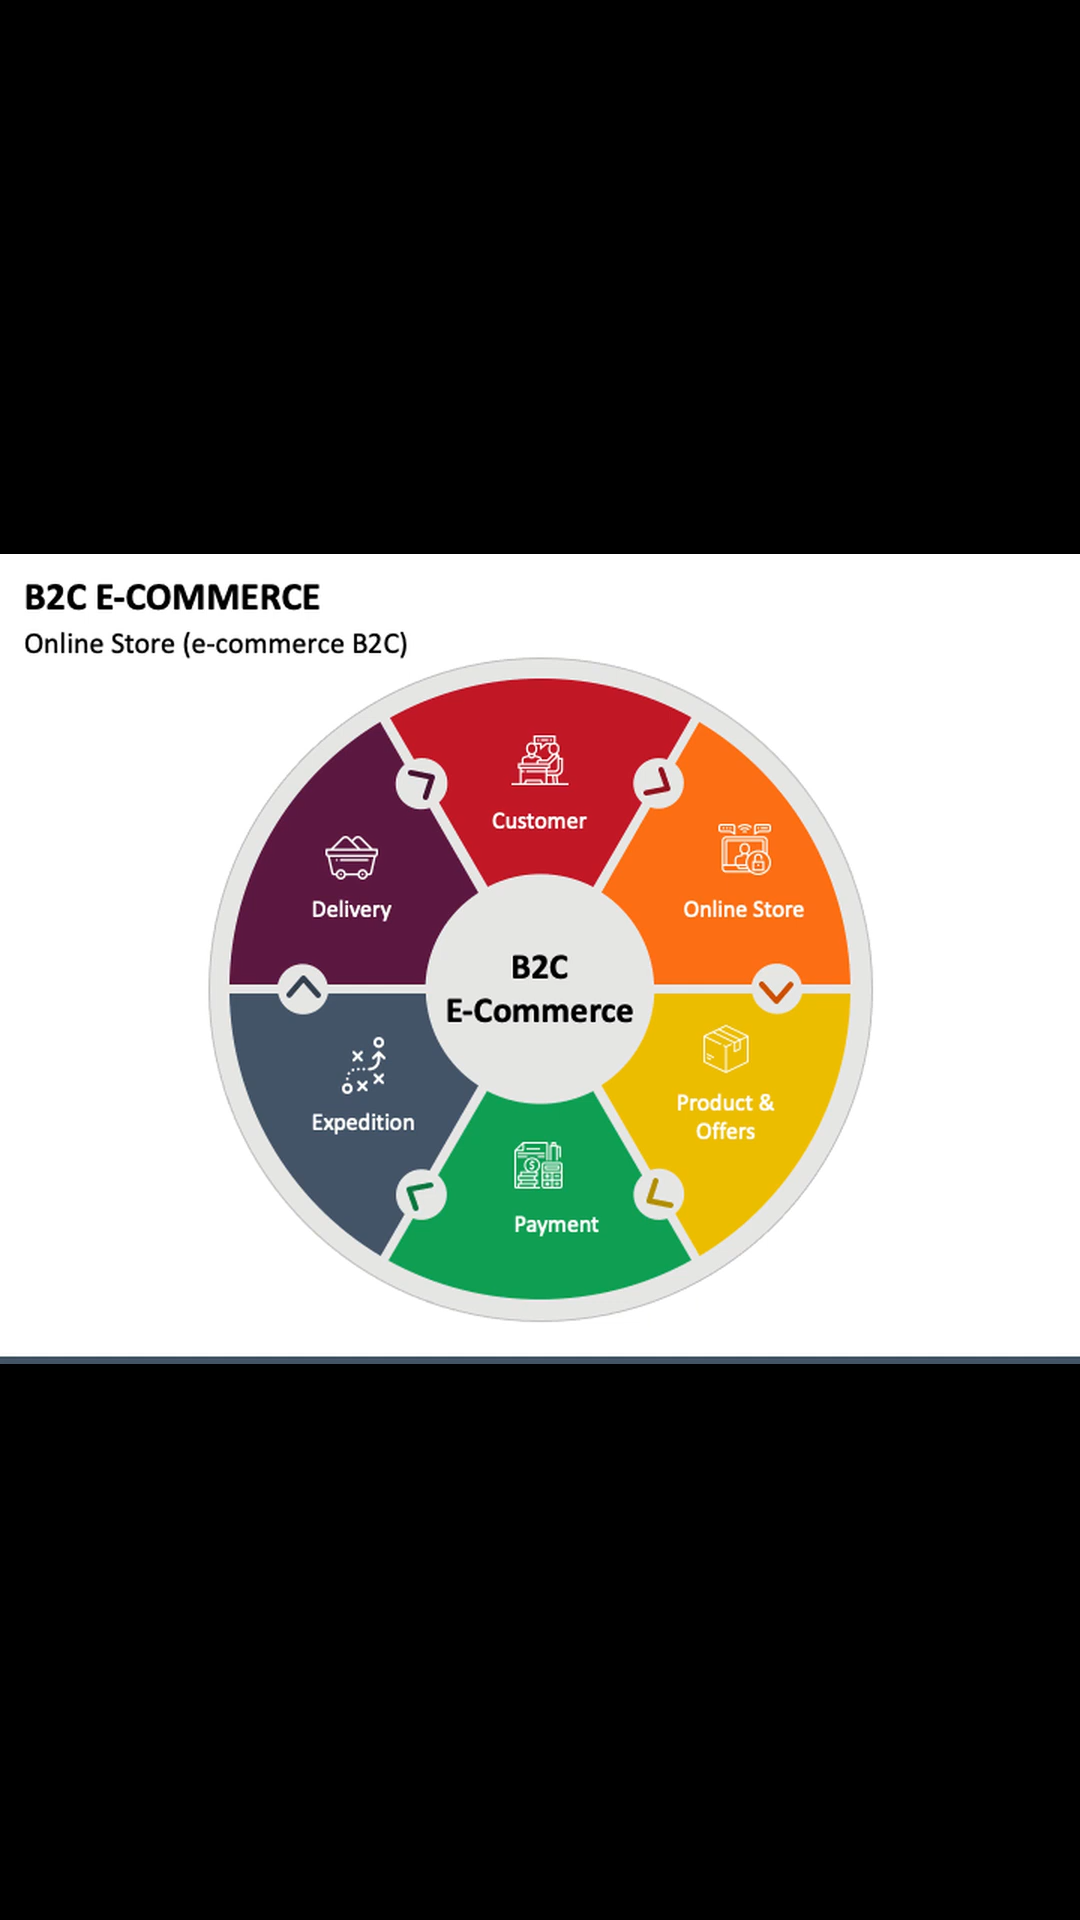 B2C E-COMMERCE
Online Store (e-commerce B2C)
Customer
Online Store
Product &
Offers
Payment
Expedition
Delivery
B2C
E-Commerce